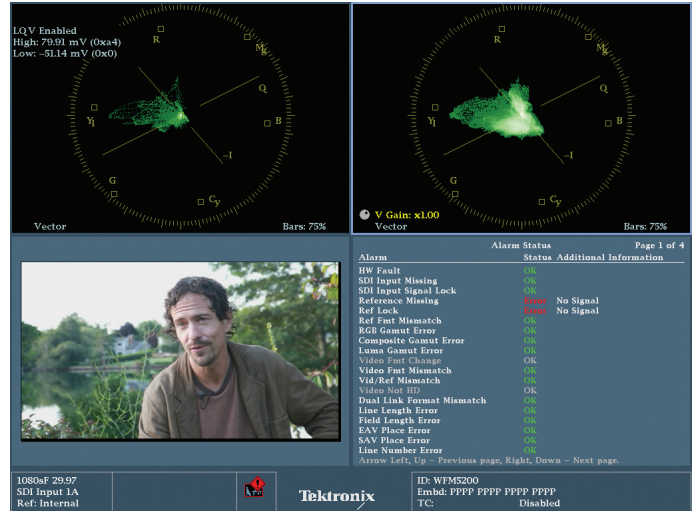 LQV Enabled
High: 79.91 mV (0xa4)
Low: –51.14 mV (0x0)
R
Mg
Q
Yl
B
–I
G
Cy
Vector
Bars: 75%
R
Mg
Q
Yl
B
–I
G
Cy
V Gain: x1.00
Vector
Bars: 75%
Alarm Status Page 1 of 4
Alarm Status Additional Information
HW Fault OK
SDI Input Missing OK
SDI Input Signal Lock OK
Reference Missing Error No Signal
Ref Lock Error No Signal
Ref Fmt Mismatch OK
RGB Gamut Error OK
Composite Gamut Error OK
Luma Gamut Error OK
Video Fmt Change OK
Video Fmt Mismatch OK
Vid/Ref Mismatch OK
Video Not HD OK
Dual Link Format Mismatch OK
Line Length Error OK
Field Length Error OK
EAV Place Error OK
SAV Place Error OK
Line Number Error OK
Arrow Left, Up – Previous page, Right, Down – Next page.
1080sF 29.97
SDI Input 1A
Ref: Internal
Tektronix
ID: WFM5200
Embd: PPPP PPPP PPPP PPPP
TC: Disabled